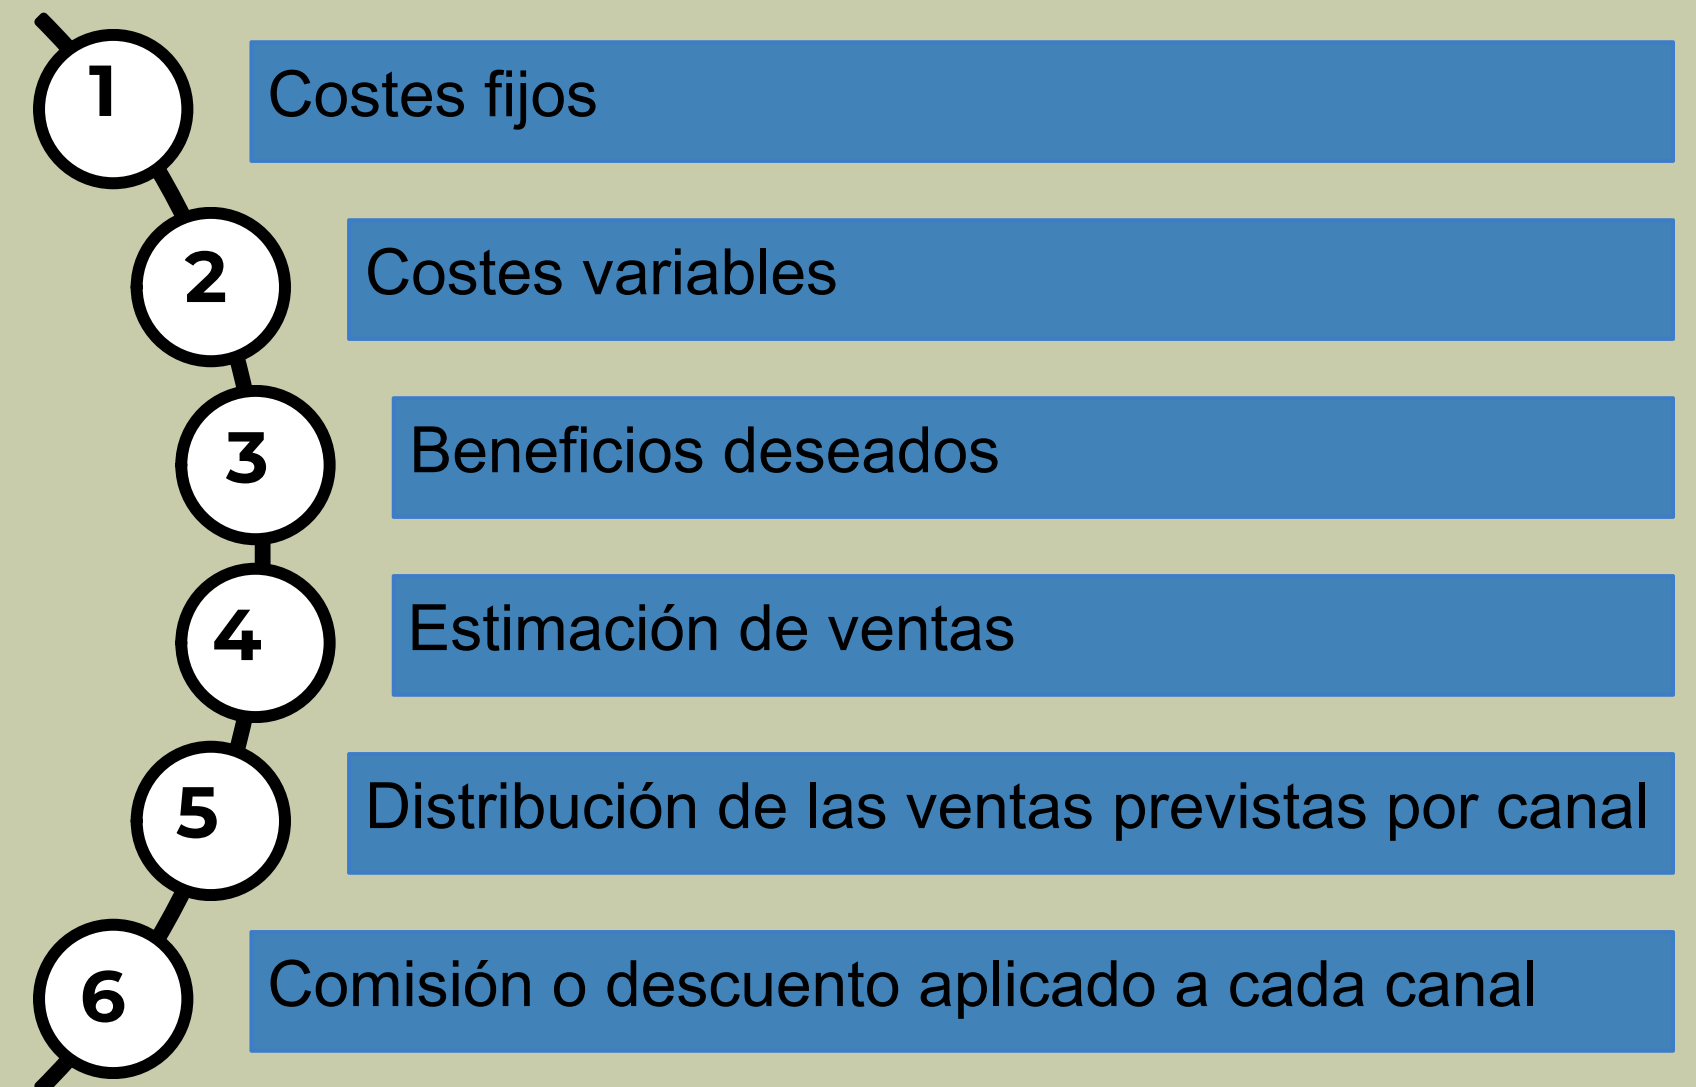 1
Costes fijos
2
Costes variables
3
Beneficios deseados
4
Estimación de ventas
5
Distribución de las ventas previstas por canal
6
Comisión o descuento aplicado a cada canal